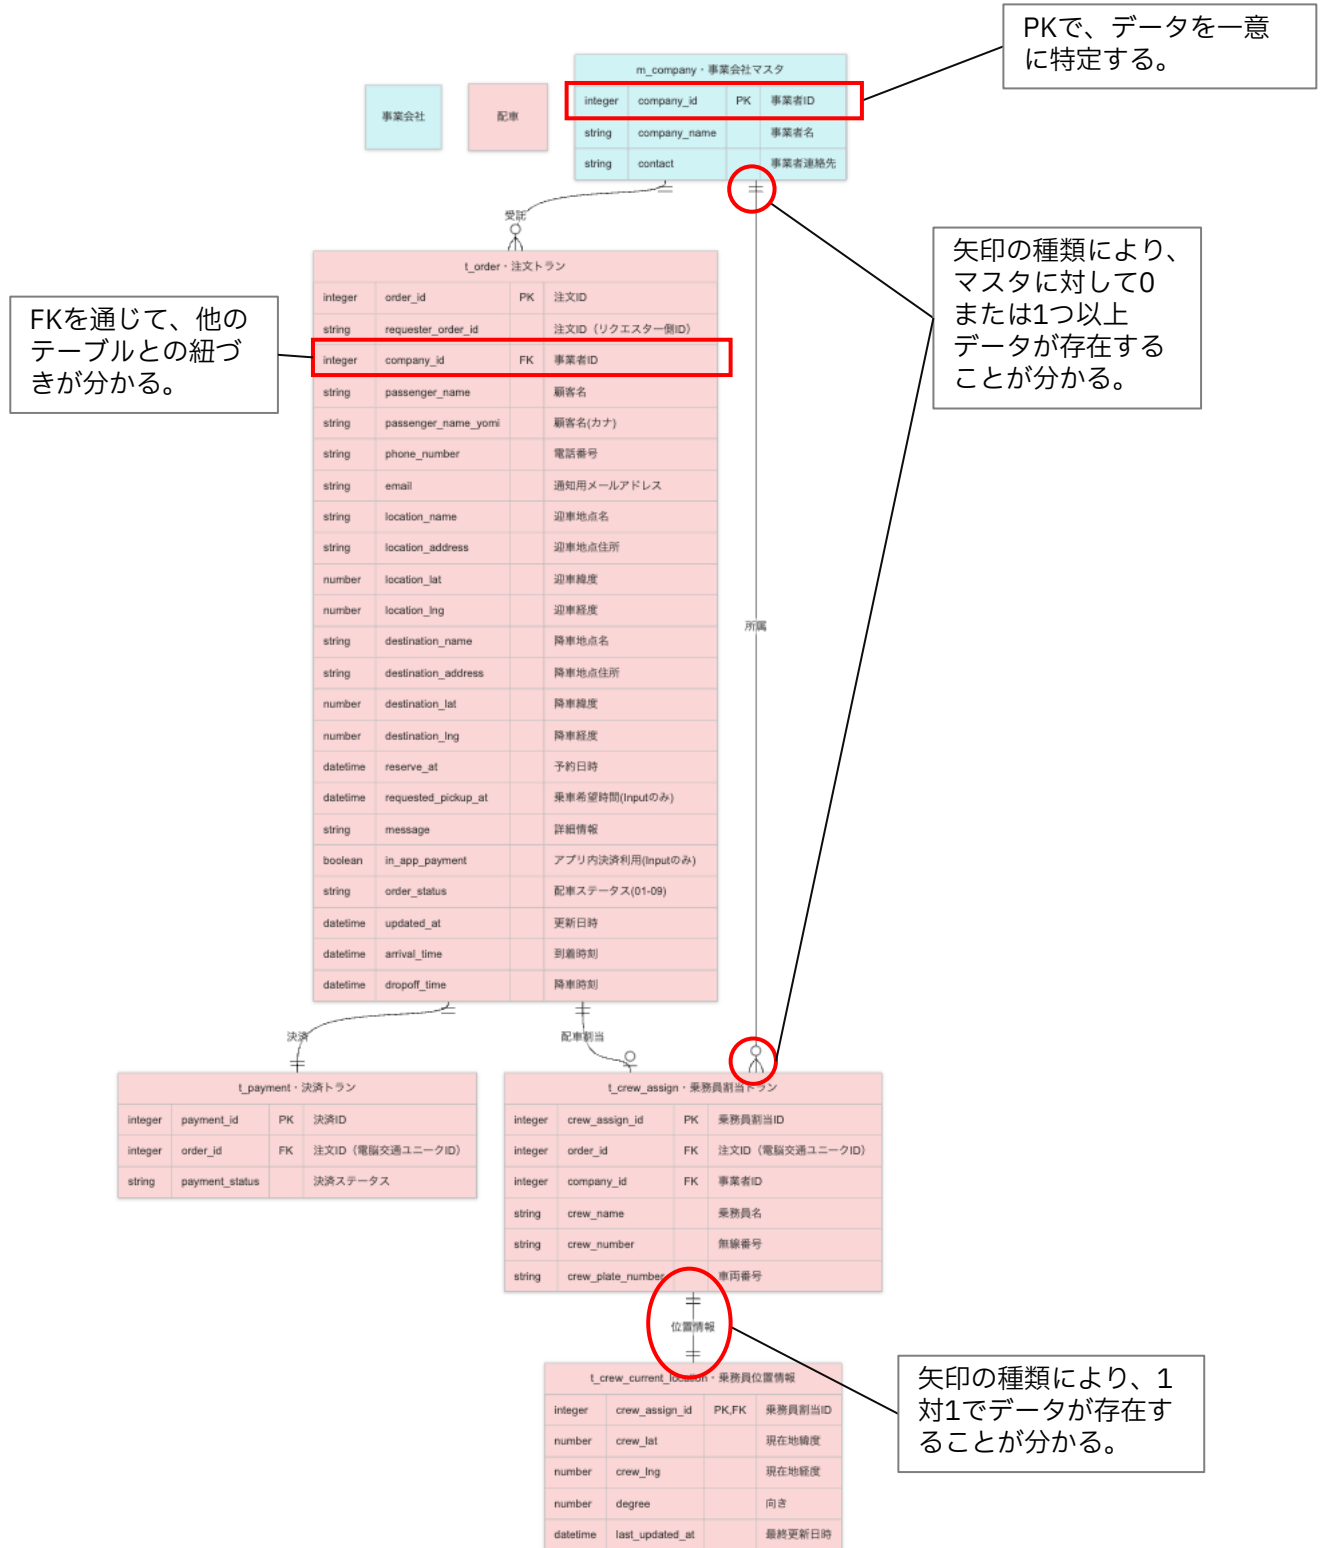 PKで、データを一意
に特定する。
事業会社
配車
m_company・事業会社マスタ
integer company_id PK 事業者ID
string company_name 事業者名
string contact 事業者連絡先
受託
矢印の種類により、
マスタに対して0
または1つ以上
データが存在する
ことが分かる。
FKを通じて、他の
テーブルとの紐づ
きが分かる。
t_order・注文トラン
integer order_id PK 注文ID
string requester_order_id 注文ID（リクエスター側ID）
integer company_id FK 事業者ID
string passenger_name 顧客名
string passenger_name_yomi 顧客名(カナ)
string phone_number 電話番号
string email 通知用メールアドレス
string location_name 迎車地点名
string location_address 迎車地点住所
number location_lat 迎車緯度
number location_lng 迎車経度
string destination_name 降車地点名
string destination_address 降車地点住所
number destination_lat 降車緯度
number destination_lng 降車経度
datetime reserve_at 予約日時
datetime requested_pickup_at 乗車希望時間(Inputのみ)
string message 詳細情報
boolean in_app_payment アプリ内決済利用(Inputのみ)
string order_status 配車ステータス(01-09)
datetime updated_at 更新日時
datetime arrival_time 到着時刻
datetime dropoff_time 降車時刻
所属
決済
配車割当
t_payment・決済トラン
integer payment_id PK 決済ID
integer order_id FK 注文ID（電脳交通ユニークID）
string payment_status 決済ステータス
t_crew_assign・乗務員割当トラン
integer crew_assign_id PK 乗務員割当ID
integer order_id FK 注文ID（電脳交通ユニークID）
integer company_id FK 事業者ID
string crew_name 乗務員名
string crew_number 無線番号
string crew_plate_number 車両番号
位置情報
t_crew_current_location・乗務員位置情報
integer crew_assign_id PK,FK 乗務員割当ID
number crew_lat 現在地緯度
number crew_lng 現在地経度
number degree 向き
datetime last_updated_at 最終更新日時
矢印の種類により、1
対1でデータが存在す
ることが分かる。